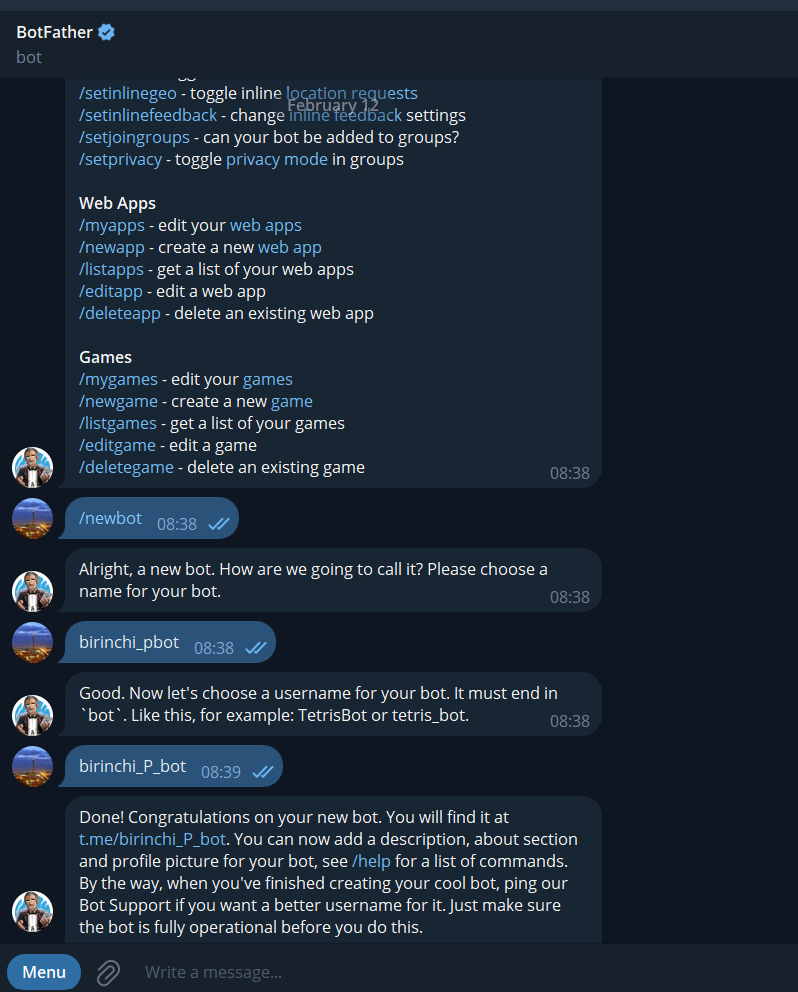 BotFather
bot
/setinlinegeo - toggle inline location requests
February 12
/setinlinefeedback - change inline feedback settings
/setjoingroups - can your bot be added to groups?
/setprivacy - toggle privacy mode in groups
Web Apps
/myapps - edit your web apps
/newapp - create a new web app
/listapps - get a list of your web apps
/editapp - edit a web app
/deleteapp - delete an existing web app
Games
/mygames - edit your games
/newgame - create a new game
/listgames - get a list of your games
/editgame - edit a game
/deletegame - delete an existing game
08:38
/newbot 08:38
Alright, a new bot. How are we going to call it? Please choose a
name for your bot.
08:38
birinchi_pbot 08:38
Good. Now let's choose a username for your bot. It must end in
`bot`. Like this, for example: TetrisBot or tetris_bot.
08:38
birinchi_P_bot 08:39
Done! Congratulations on your new bot. You will find it at
t.me/birinchi_P_bot. You can now add a description, about section
and profile picture for your bot, see /help for a list of commands.
By the way, when you've finished creating your cool bot, ping our
Bot Support if you want a better username for it. Just make sure
the bot is fully operational before you do this.
Menu
Write a message...